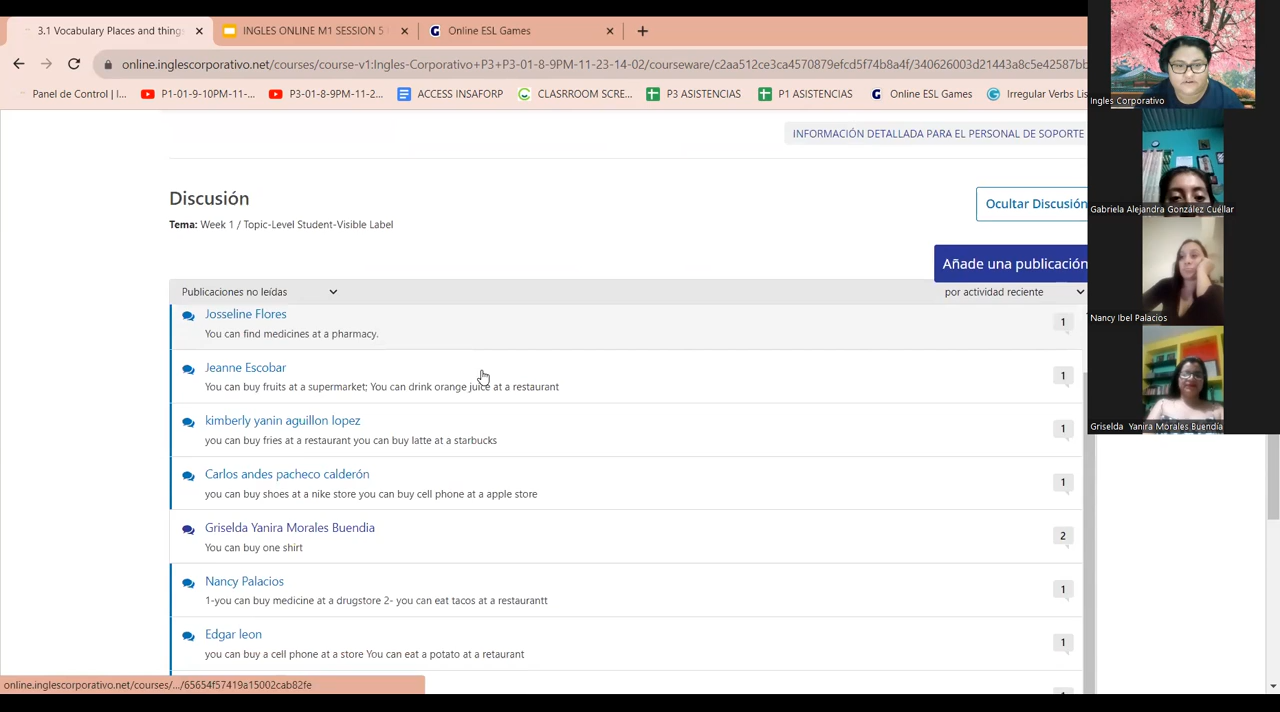 3.1 Vocabulary Places and things
INGLES ONLINE M1 SESSION 5
Online ESL Games
online.inglescorporativo.net/courses/course-v1:Ingles-Corporativo+P3+P3-01-8-9PM-11-23-14-02/courseware/c2aa512ce3ca4570879efcd5f74b8a4f/340626003d21443a8c5e42587bb
Panel de Control | I...
P1-01-9-10PM-11-...
P3-01-8-9PM-11-2...
ACCESS INSAFORP
CLASRROOM SCRE...
P3 ASISTENCIAS
P1 ASISTENCIAS
Online ESL Games
Irregular Verbs Lis
INFORMACIÓN DETALLADA PARA EL PERSONAL DE SOPORTE
Discusión
Ocultar Discusión
Tema: Week 1 / Topic-Level Student-Visible Label
Añade una publicación
Publicaciones no leídas
por actividad reciente
Josseline Flores
You can find medicines at a pharmacy.
1
Jeanne Escobar
You can buy fruits at a supermarket; You can drink orange juice at a restaurant
1
kimberly yanin aguillon lopez
you can buy fries at a restaurant you can buy latte at a starbucks
1
Carlos andes pacheco calderón
you can buy shoes at a nike store you can buy cell phone at a apple store
1
Griselda Yanira Morales Buendia
You can buy one shirt
2
Nancy Palacios
1-you can buy medicine at a drugstore 2- you can eat tacos at a restaurantt
1
Edgar leon
you can buy a cell phone at a store You can eat a potato at a retaurant
1
online.inglescorporativo.net/courses/.../65654f57419a15002cab82fe
Ingles Corporativo
Gabriela Alejandra González Cuéllar
Nancy Ibel Palacios
Griselda Yanira Morales Buendía